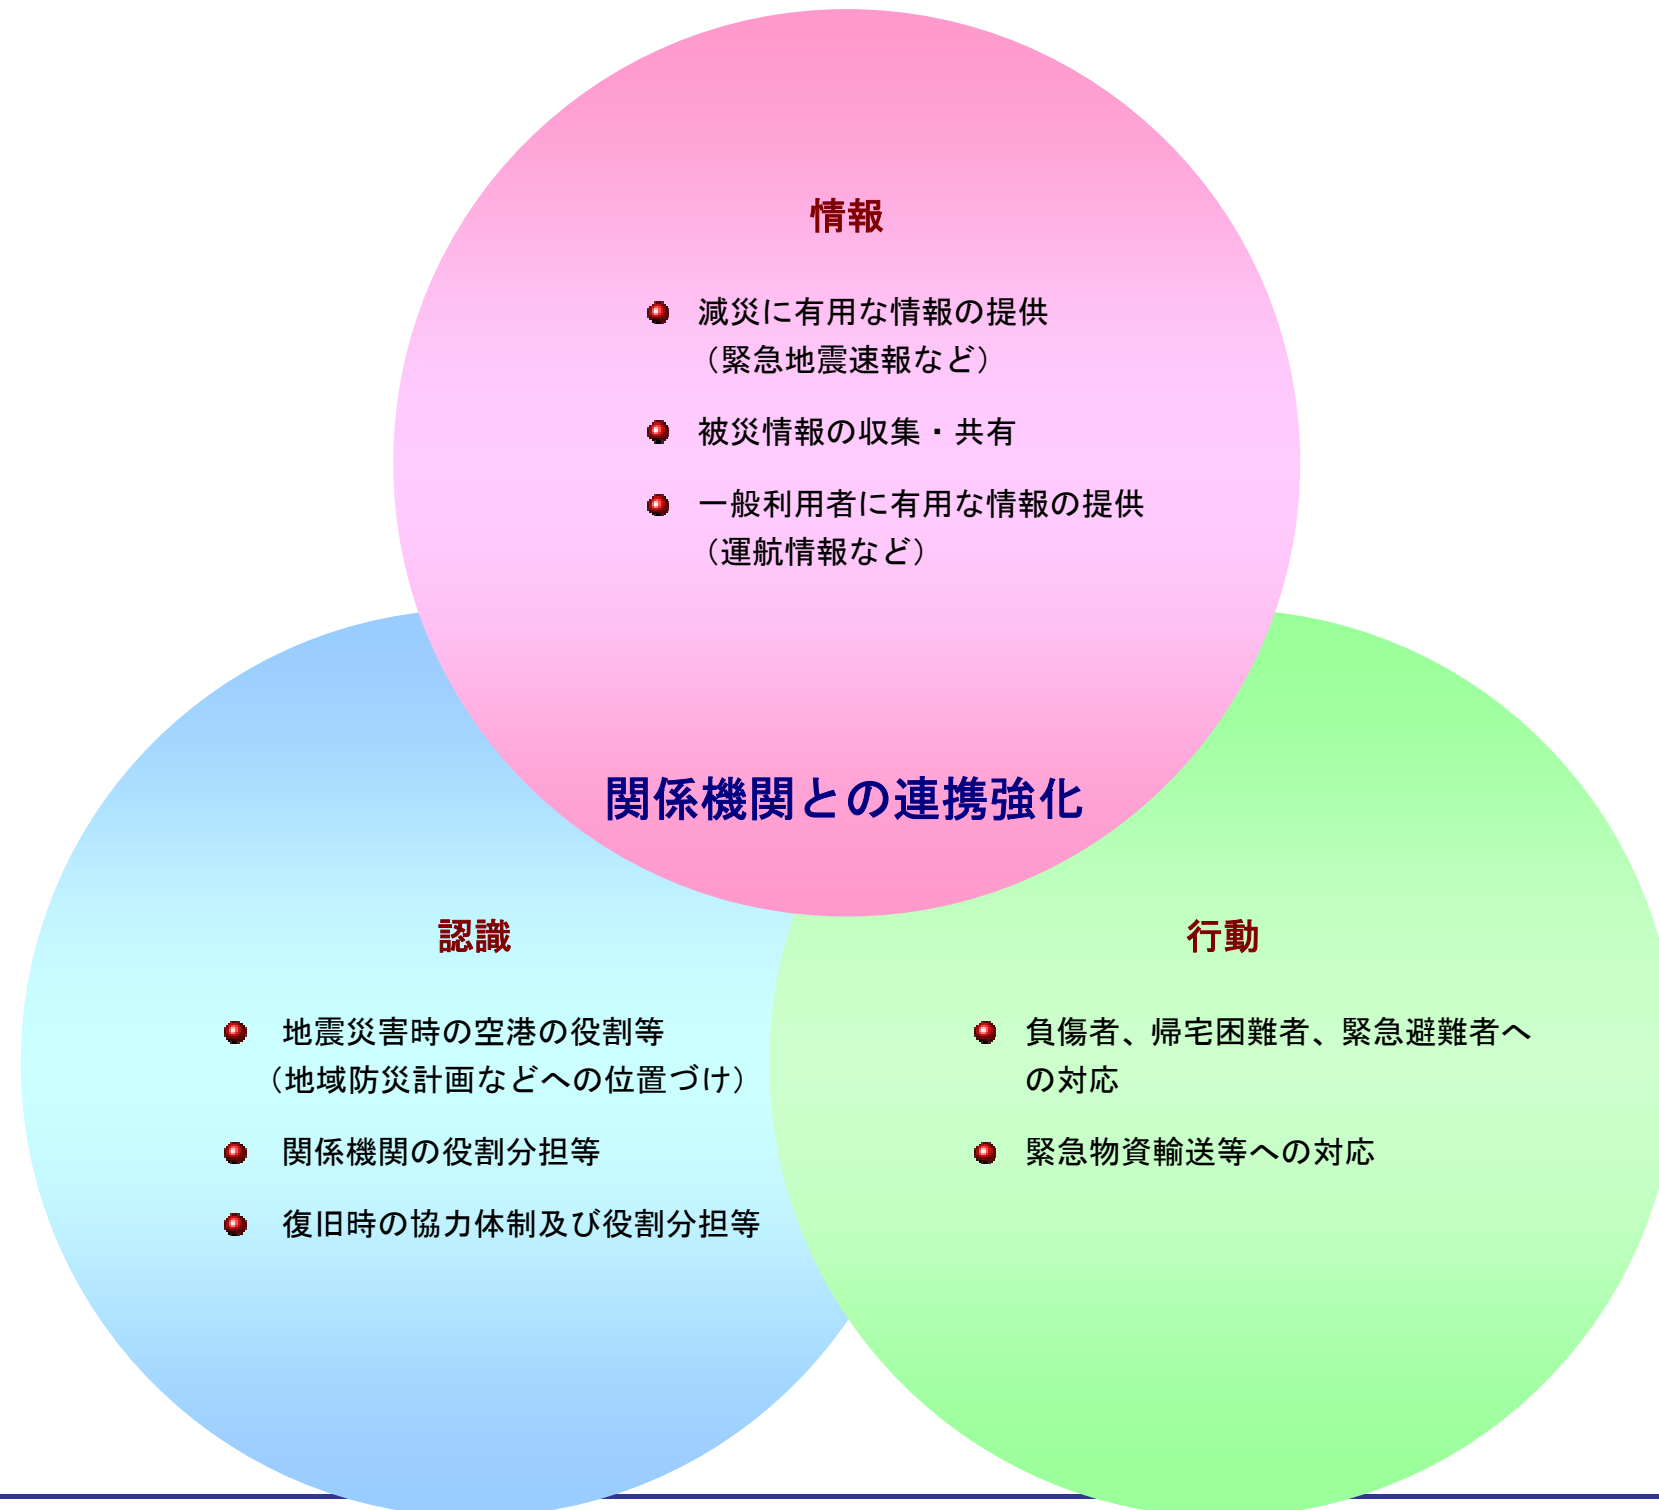 情報
減災に有用な情報の提供
（緊急地震速報など）
被災情報の収集・共有
一般利用者に有用な情報の提供
（運航情報など）
関係機関との連携強化
認識
地震災害時の空港の役割等
（地域防災計画などへの位置づけ）
関係機関の役割分担等
復旧時の協力体制及び役割分担等
行動
負傷者、帰宅困難者、緊急避難者へ
の対応
緊急物資輸送等への対応